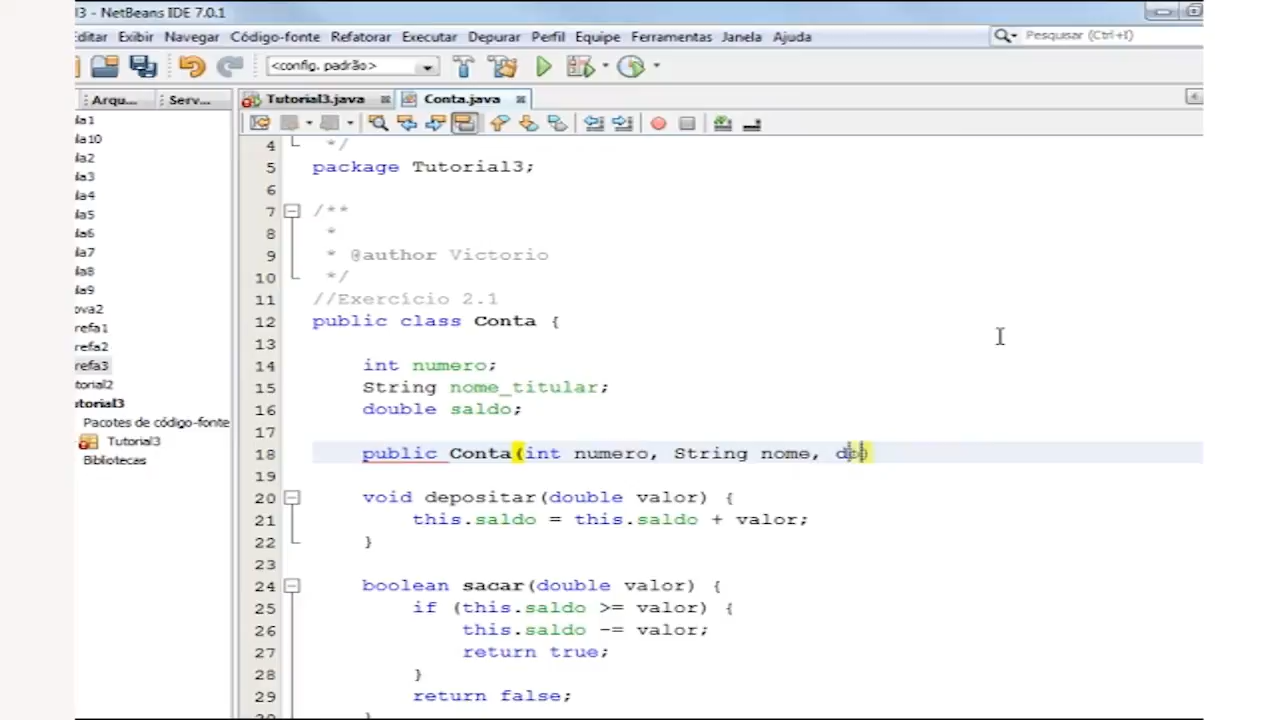 l3 - NetBeans IDE 7.0.1
Editar Exibir Navegar Código-fonte Refatorar Executar Depurar Perfil Equipe Ferramentas Janela Ajuda
Pesquisar (Ctrl+I)
<config. padrão>
Arqu... Serv... Tutorial3.java Conta.java
la1
la10
la2
la3
la4
la5
la6
la7
la8
la9
ova2
refa1
refa2
refa3
torial2
utorial3
Pacotes de código-fonte
Tutorial3
Bibliotecas
4 */
5 package Tutorial3;
6
7 /**
8 *
9 * @author Victorio
10 */
11 //Exercício 2.1
12 public class Conta {
13
14 int numero;
15 String nome_titular;
16 double saldo;
17
18 public Conta(int numero, String nome,
19
20 void depositar(double valor) {
21 this.saldo = this.saldo + valor;
22 }
23
24 boolean sacar(double valor) {
25 if (this.saldo >= valor) {
26 this.saldo -= valor;
27 return true;
28 }
29 return false;
30 }